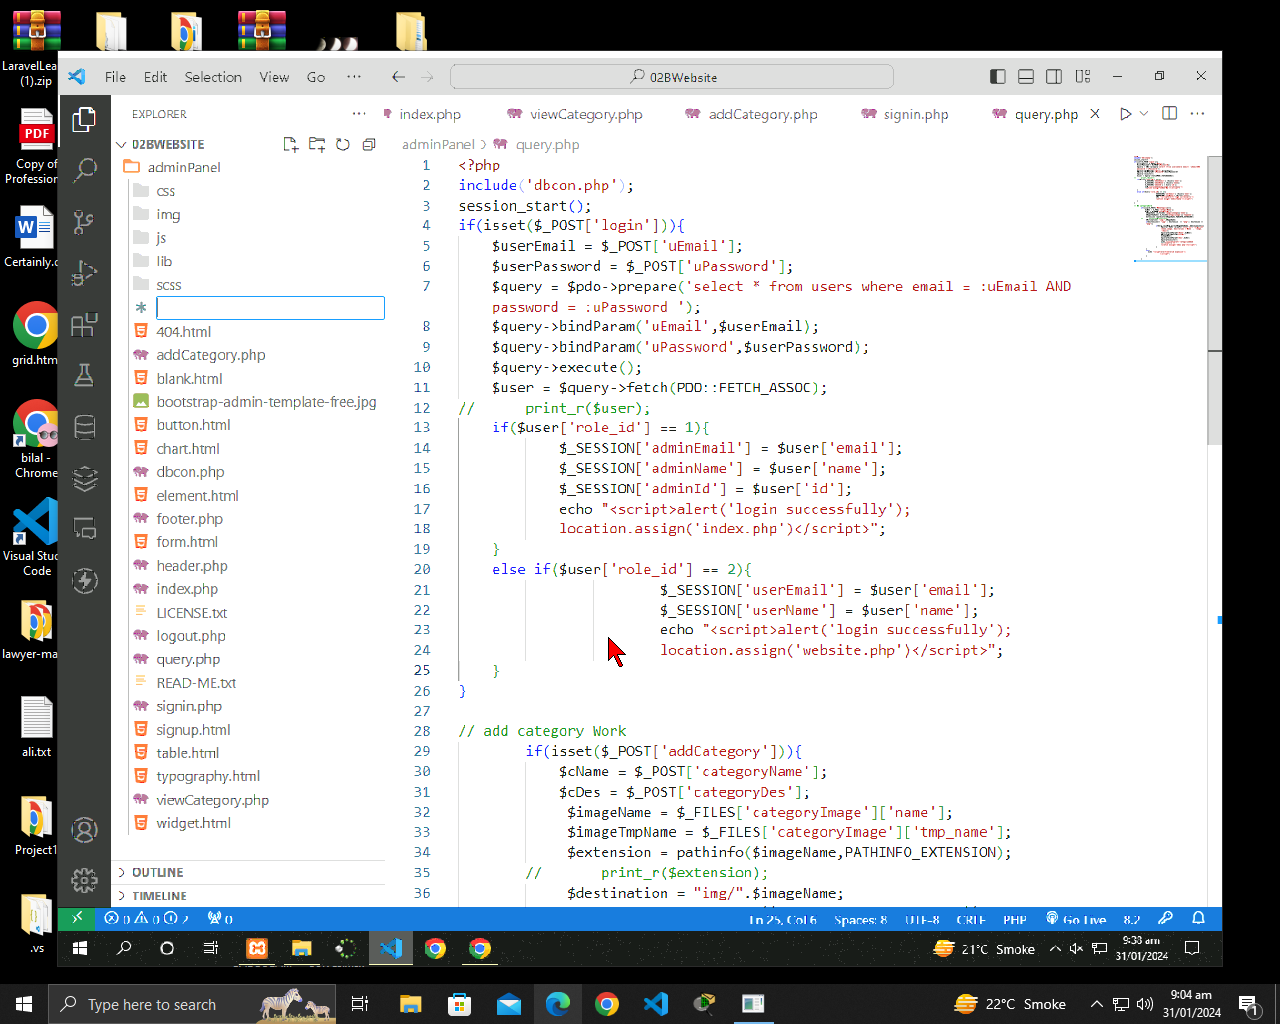 LaravelLea
(1).zip
Copy of
Profession
Certainly.c
grid.htm
bilal -
Chrome
Visual Stud
Code
lawyer-ma
ali.txt
Project1
.vs
File Edit Selection View Go ···
02BWebsite
EXPLORER ···
index.php viewCategory.php addCategory.php signin.php query.php
02BWEBSITE
adminPanel
css
img
js
lib
scss
404.html
addCategory.php
blank.html
bootstrap-admin-template-free.jpg
button.html
chart.html
dbcon.php
element.html
footer.php
form.html
header.php
index.php
LICENSE.txt
logout.php
query.php
READ-ME.txt
signin.php
signup.html
table.html
typography.html
viewCategory.php
widget.html
OUTLINE
TIMELINE
adminPanel > query.php
1 <?php
2 include('dbcon.php');
3 session_start();
4 if(isset($_POST['login'])){
5 $userEmail = $_POST['uEmail'];
6 $userPassword = $_POST['uPassword'];
7 $query = $pdo->prepare('select * from users where email = :uEmail AND
password = :uPassword ');
8 $query->bindParam('uEmail',$userEmail);
9 $query->bindParam('uPassword',$userPassword);
10 $query->execute();
11 $user = $query->fetch(PDO::FETCH_ASSOC);
12 // print_r($user);
13 if($user['role_id'] == 1){
14 $_SESSION['adminEmail'] = $user['email'];
15 $_SESSION['adminName'] = $user['name'];
16 $_SESSION['adminId'] = $user['id'];
17 echo "<script>alert('login successfully');
18 location.assign('index.php')</script>";
19 }
20 else if($user['role_id'] == 2){
21 $_SESSION['userEmail'] = $user['email'];
22 $_SESSION['userName'] = $user['name'];
23 echo "<script>alert('login successfully');
24 location.assign('website.php')</script>";
25 }
26 }
27
28 // add category Work
29 if(isset($_POST['addCategory'])){
30 $cName = $_POST['categoryName'];
31 $cDes = $_POST['categoryDes'];
32 $imageName = $_FILES['categoryImage']['name'];
33 $imageTmpName = $_FILES['categoryImage']['tmp_name'];
34 $extension = pathinfo($imageName,PATHINFO_EXTENSION);
35 // print_r($extension);
36 $destination = "img/".$imageName;
0 0 2 0 Ln 25, Col 6 Spaces: 8 UTF-8 CRLF PHP Go Live 8.2
21°C Smoke 9:33 am
31/01/2024
Type here to search 22°C Smoke 9:04 am
31/01/2024
1